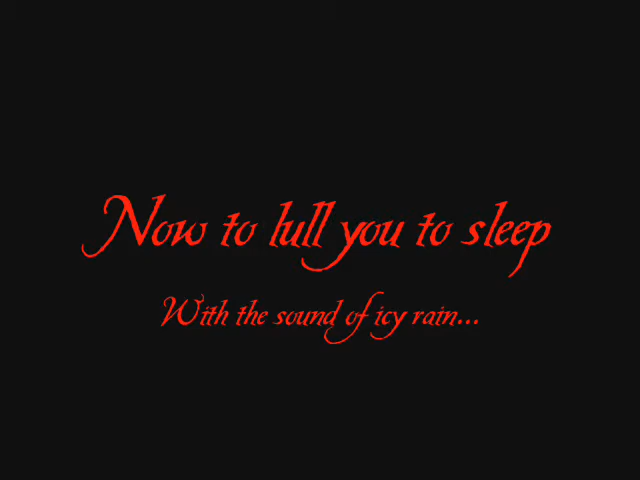 Now to lull you to sleep
With the sound of icy rain...